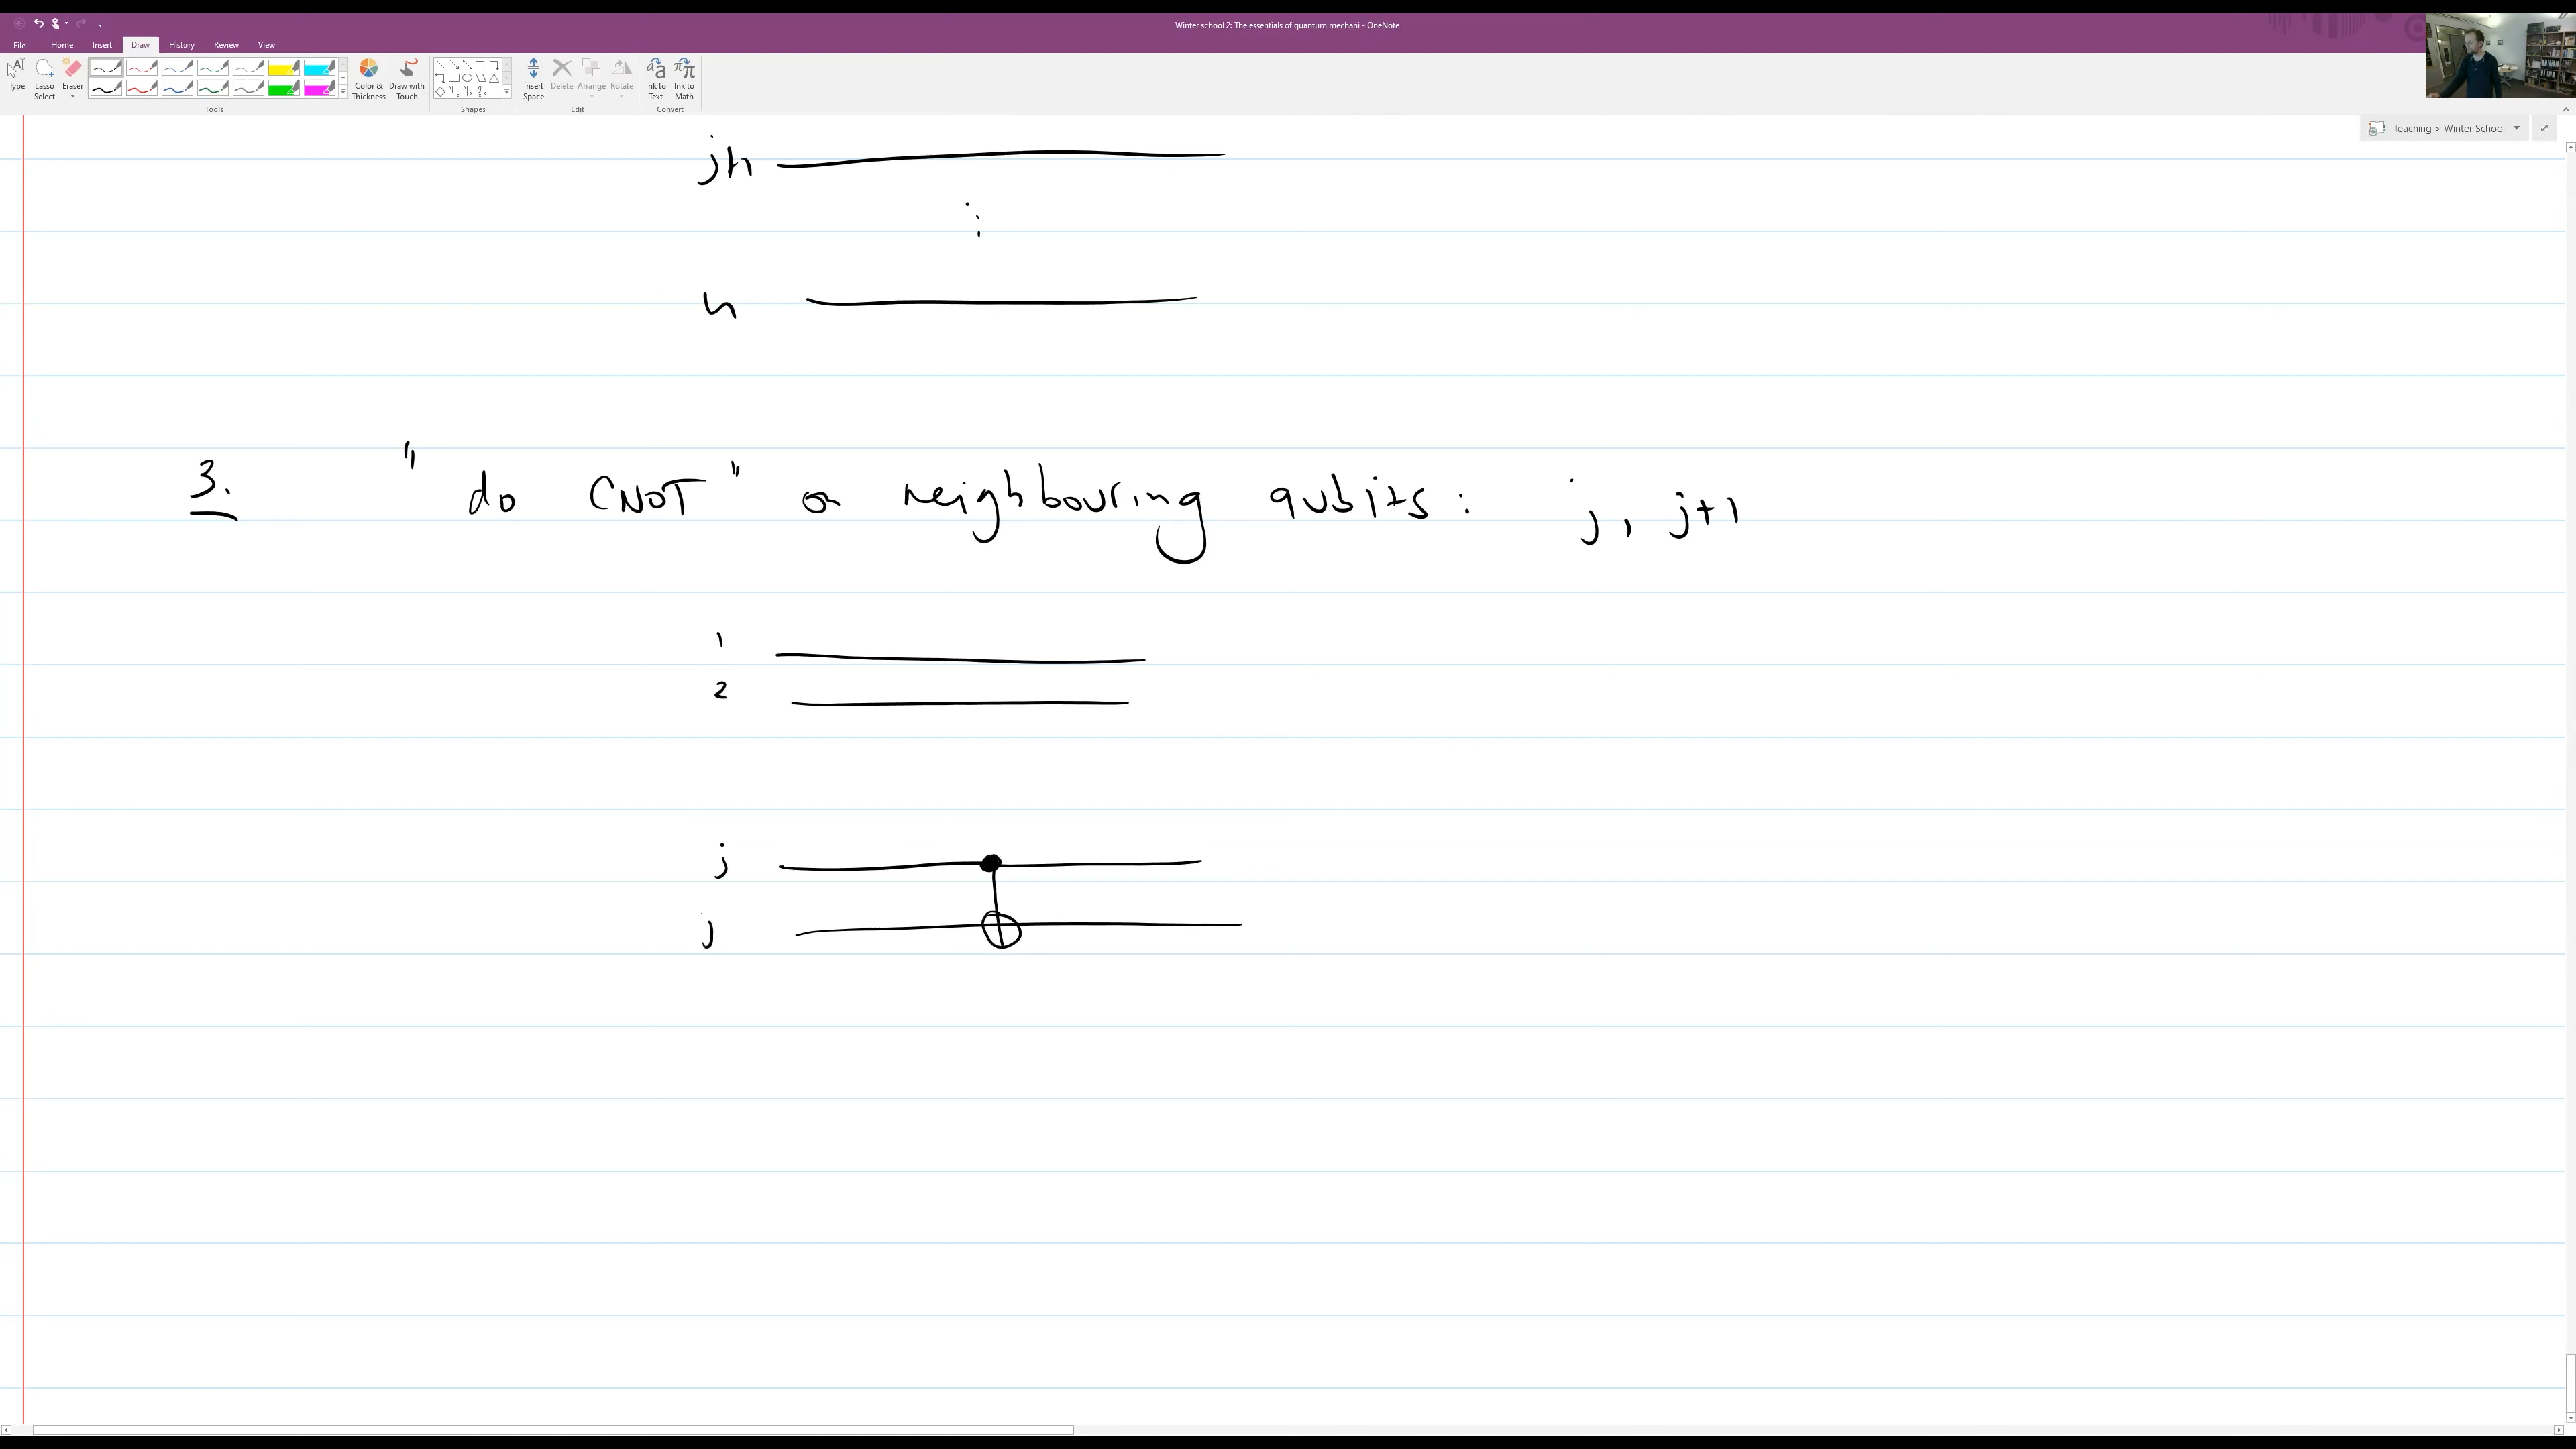 Winter school 2: The essentials of quantum mechani - OneNote
File Home Insert Draw History Review View
Type Lasso Select Eraser Color & Thickness Draw with Touch Insert Space Delete Arrange Rotate Ink to Text Ink to Math
Tools Shapes Edit Convert
Teaching > Winter School
j+1
n
3. "do CNOT" on neighbouring qubits: j, j+1
1
2
j
j